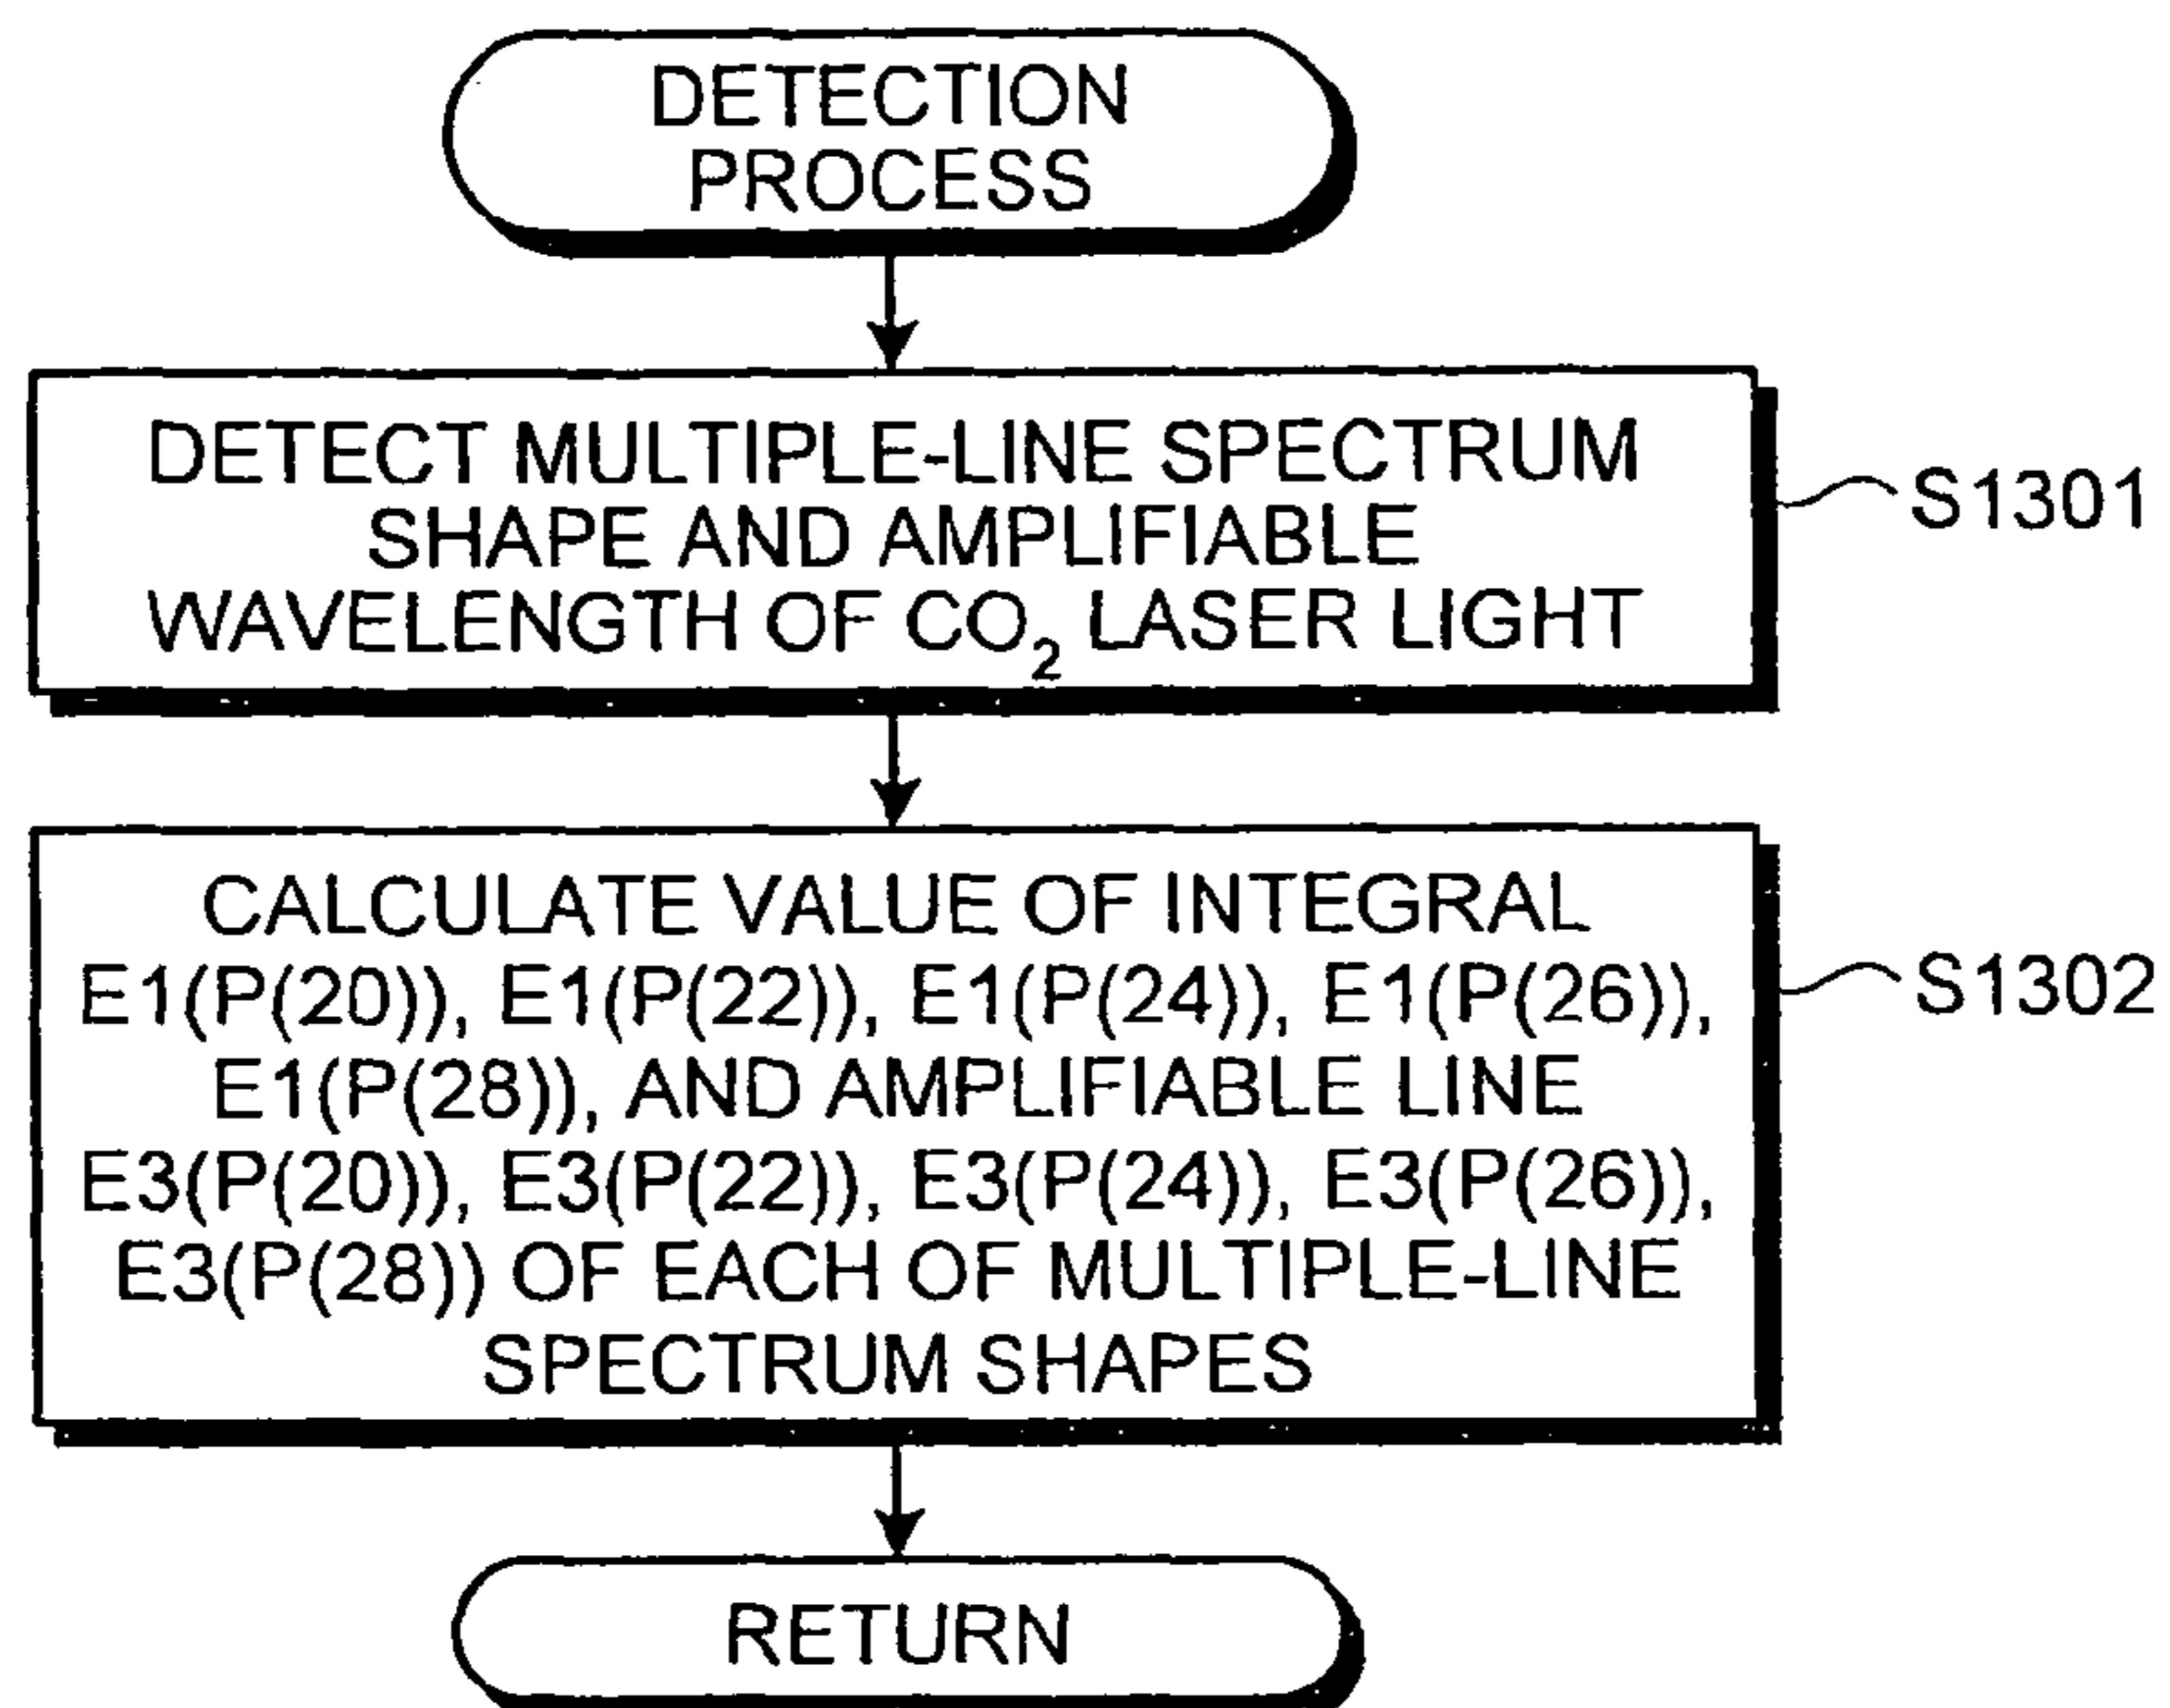 DETECTION
PROCESS
DETECT MULTIPLE-LINE SPECTRUM
SHAPE AND AMPLIFIABLE
WAVELENGTH OF CO₂ LASER LIGHT
S1301
CALCULATE VALUE OF INTEGRAL
E1(P(20)), E1(P(22)), E1(P(24)), E1(P(26)),
E1(P(28)), AND AMPLIFIABLE LINE
E3(P(20)), E3(P(22)), E3(P(24)), E3(P(26)),
E3(P(28)) OF EACH OF MULTIPLE-LINE
SPECTRUM SHAPES
S1302
RETURN